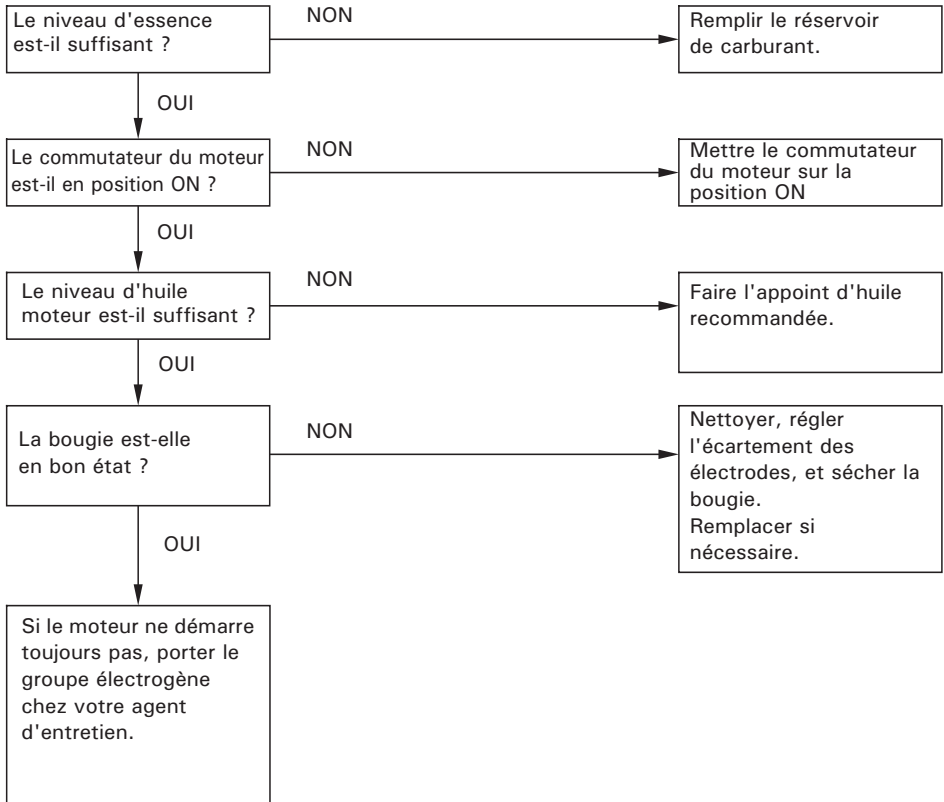 Le niveau d'essence
est-il suffisant ?
NON
Remplir le réservoir
de carburant.
OUI
Le commutateur du moteur
est-il en position ON ?
NON
Mettre le commutateur
du moteur sur la
position ON
OUI
Le niveau d'huile
moteur est-il suffisant ?
NON
Faire l'appoint d'huile
recommandée.
OUI
La bougie est-elle
en bon état ?
NON
Nettoyer, régler
l'écartement des
électrodes, et sécher la
bougie.
Remplacer si
nécessaire.
OUI
Si le moteur ne démarre
toujours pas, porter le
groupe électrogène
chez votre agent
d'entretien.